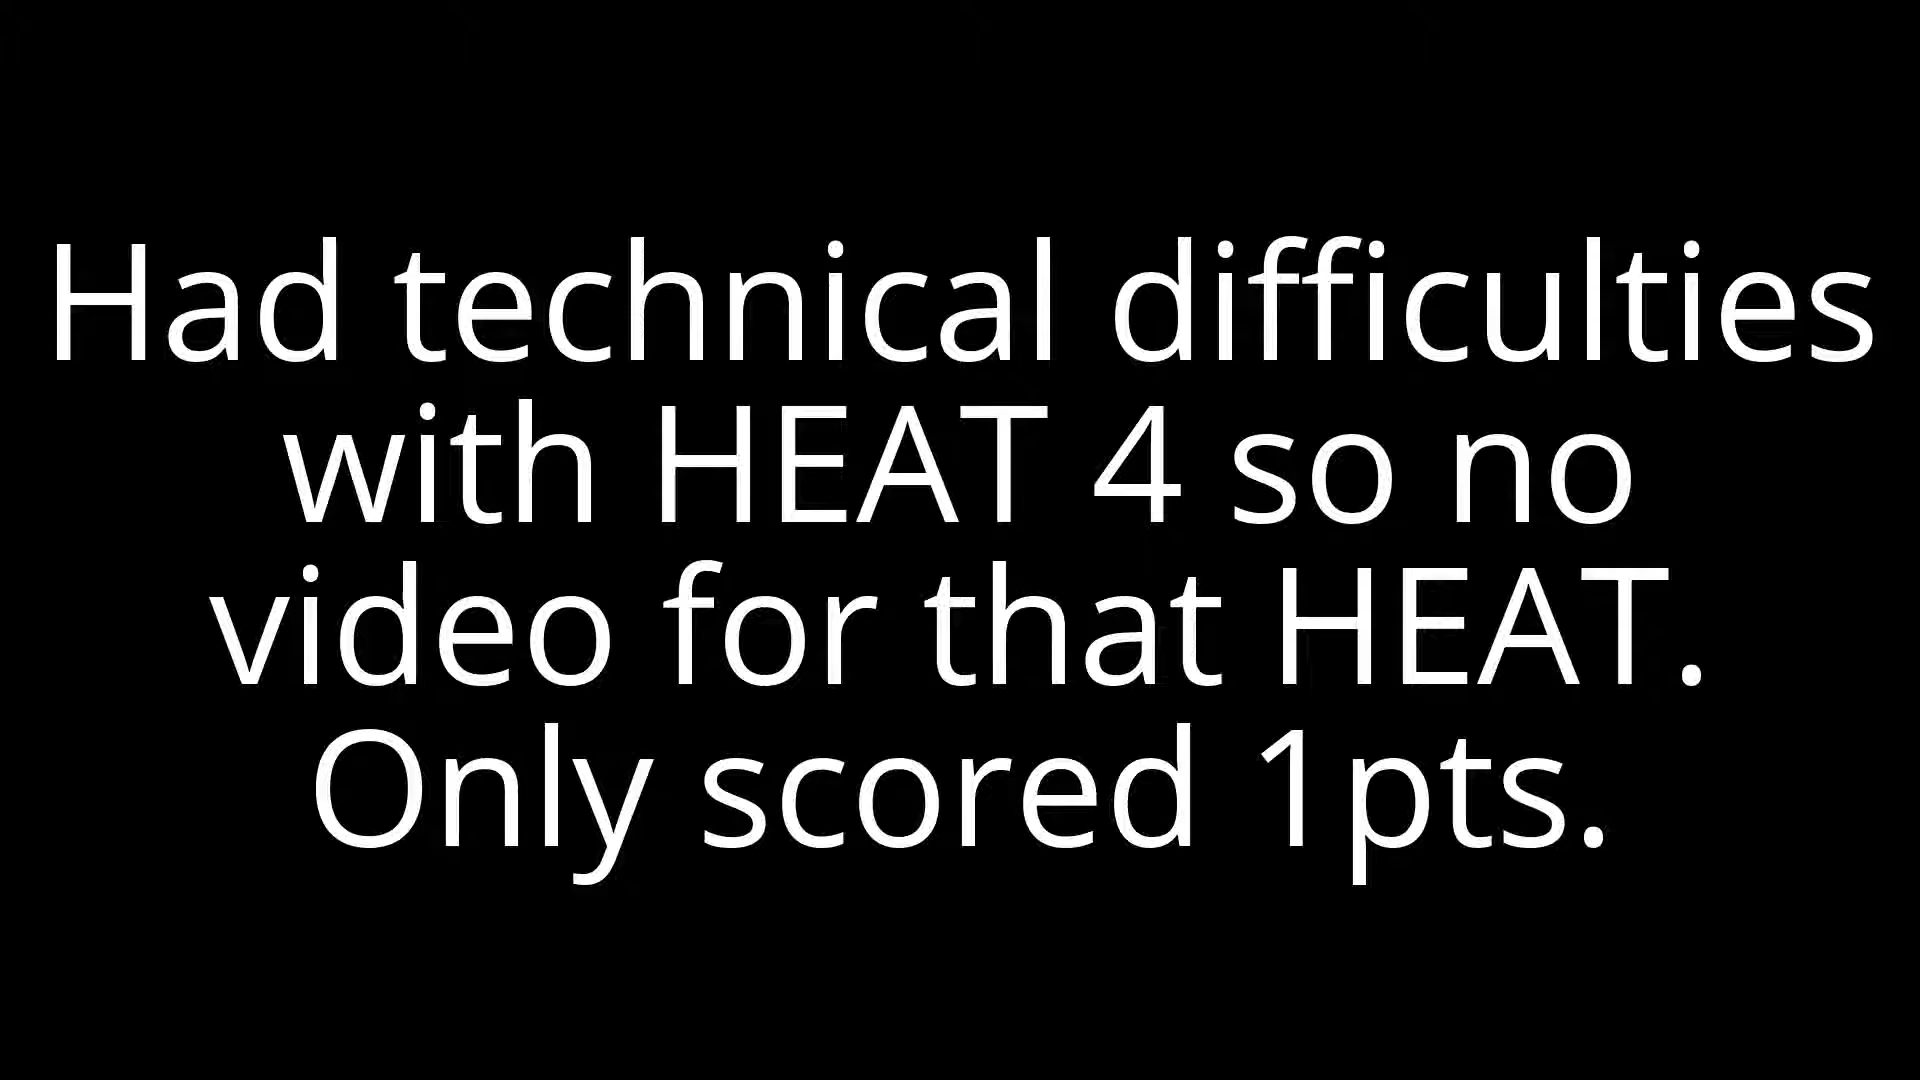 Had technical difficulties
with HEAT 4 so no
video for that HEAT.
Only scored 1pts.